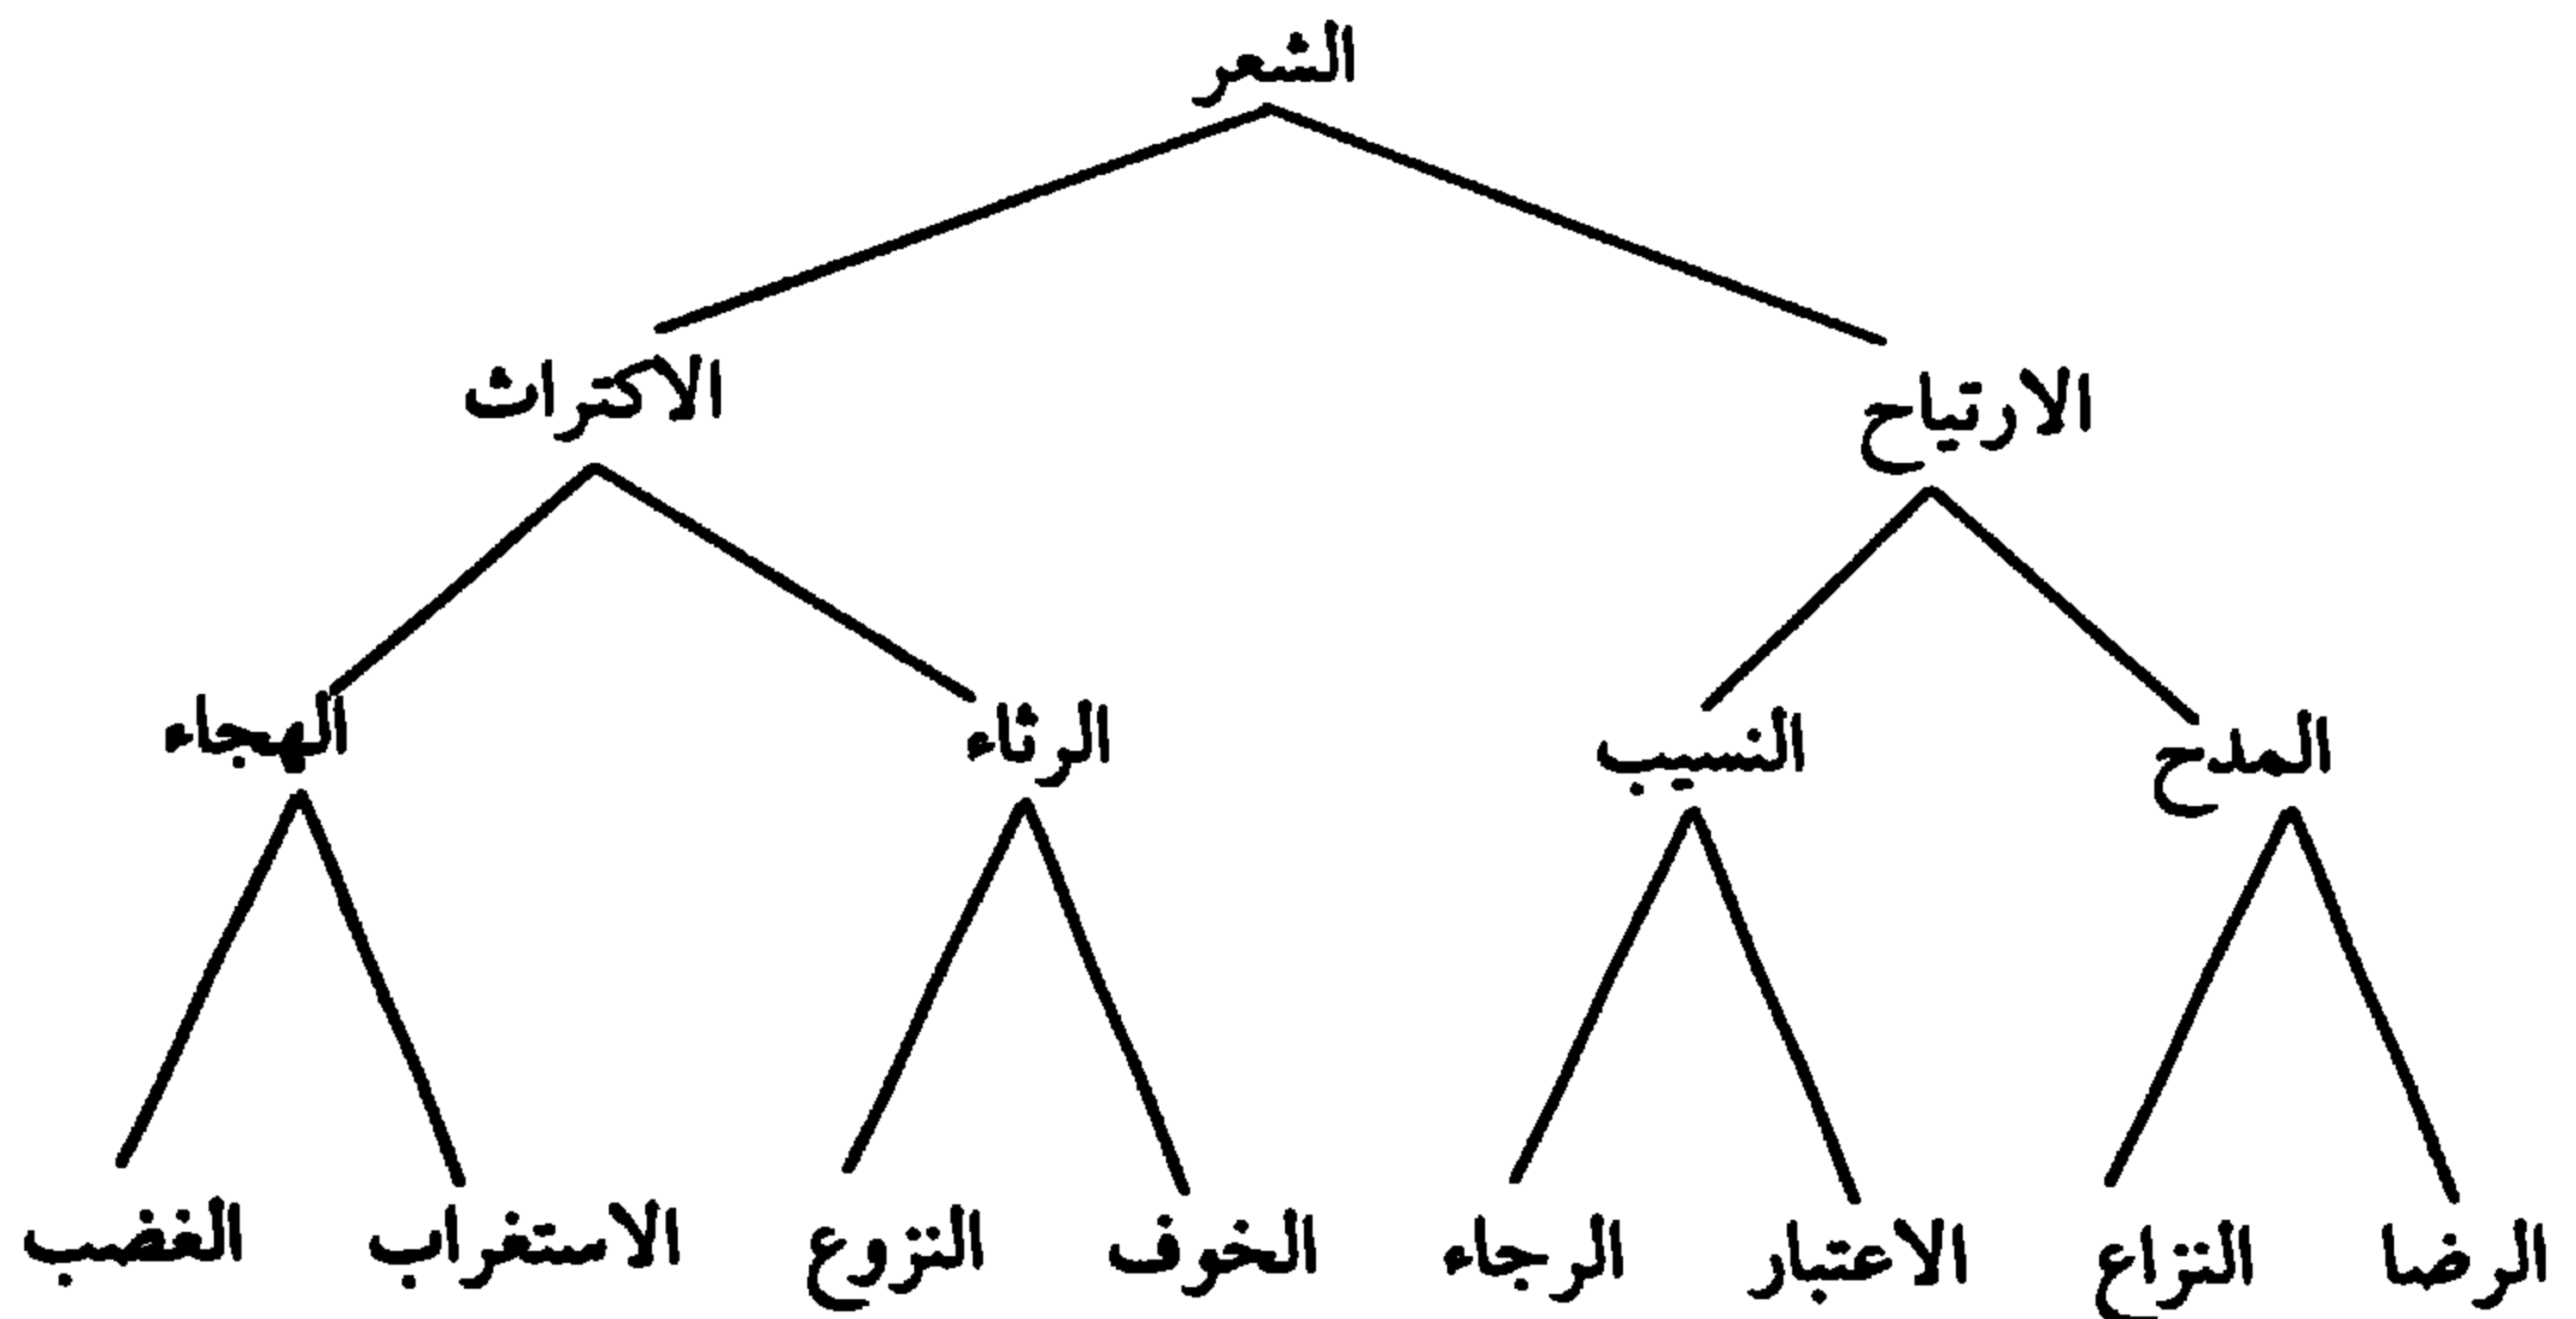 الشعر
الارتياح الاكتراث
المدح النسيب الرثاء الهجاء
الرضا النزاع الاعتبار الرجاء الخوف النزوع الاستغراب الغضب